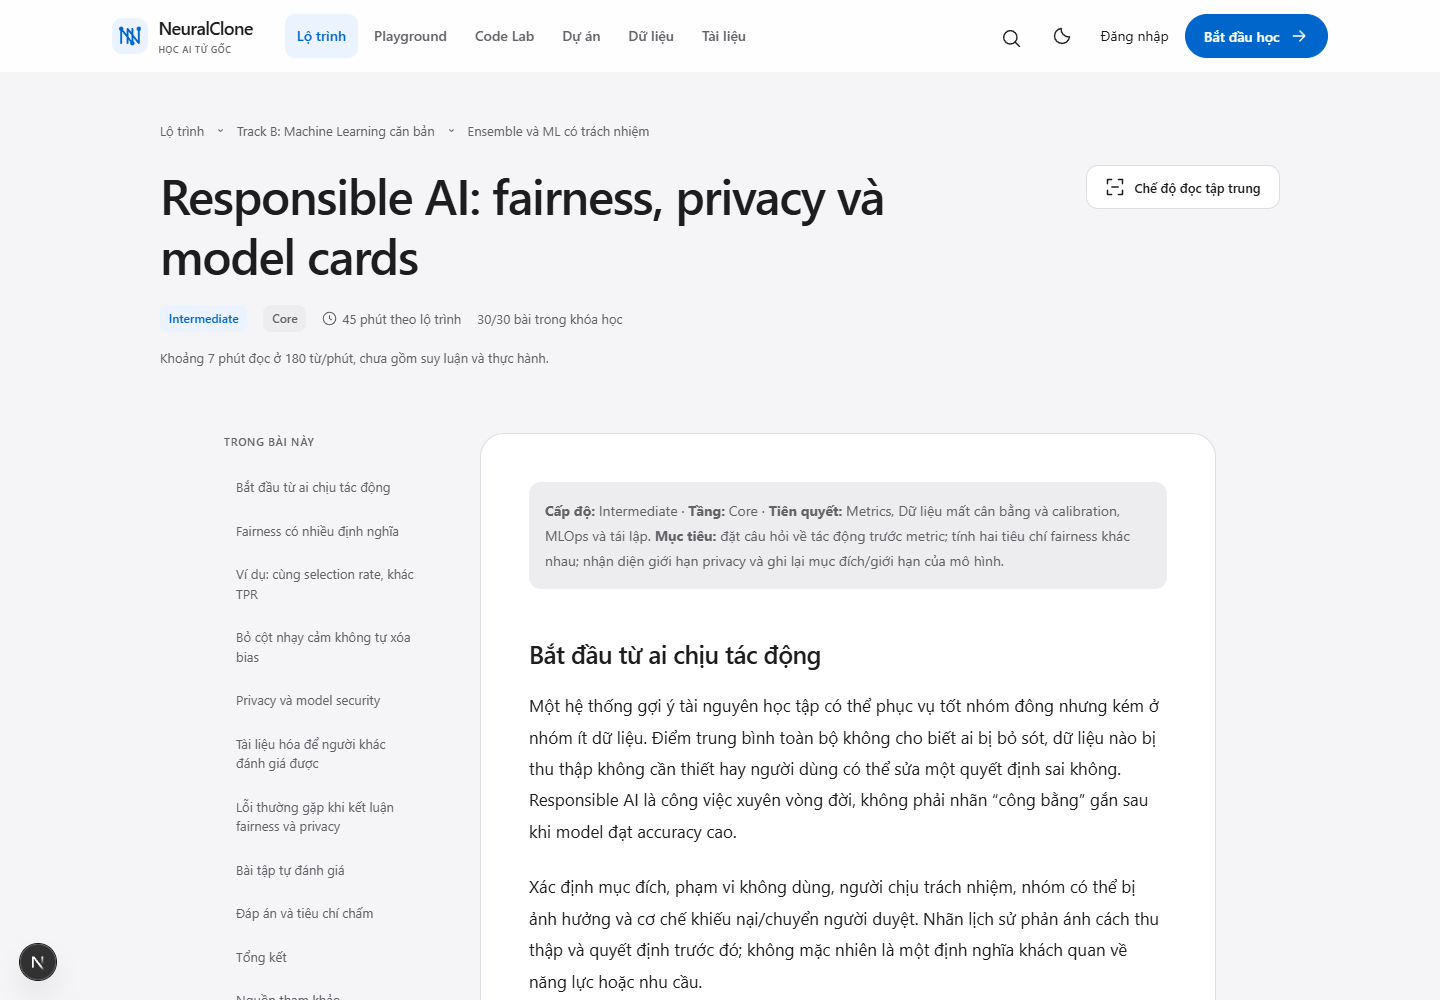 NeuralClone
HỌC AI TỪ GỐC
Lộ trình
Playground
Code Lab
Dự án
Dữ liệu
Tài liệu
Đăng nhập
Bắt đầu học
Lộ trình
Track B: Machine Learning căn bản
Ensemble và ML có trách nhiệm
Responsible AI: fairness, privacy và
model cards
Chế độ đọc tập trung
Intermediate
Core
45 phút theo lộ trình
30/30 bài trong khóa học
Khoảng 7 phút đọc ở 180 từ/phút, chưa gồm suy luận và thực hành.
TRONG BÀI NÀY
Bắt đầu từ ai chịu tác động
Fairness có nhiều định nghĩa
Ví dụ: cùng selection rate, khác
TPR
Bỏ cột nhạy cảm không tự xóa
bias
Privacy và model security
Tài liệu hóa để người khác
đánh giá được
Lỗi thường gặp khi kết luận
fairness và privacy
Bài tập tự đánh giá
Đáp án và tiêu chí chấm
Tổng kết
Nguồn tham khảo
Cấp độ: Intermediate · Tầng: Core · Tiên quyết: Metrics, Dữ liệu mất cân bằng và calibration,
MLOps và tái lập. Mục tiêu: đặt câu hỏi về tác động trước metric; tính hai tiêu chí fairness khác
nhau; nhận diện giới hạn privacy và ghi lại mục đích/giới hạn của mô hình.
Bắt đầu từ ai chịu tác động
Một hệ thống gợi ý tài nguyên học tập có thể phục vụ tốt nhóm đông nhưng kém ở
nhóm ít dữ liệu. Điểm trung bình toàn bộ không cho biết ai bị bỏ sót, dữ liệu nào bị
thu thập không cần thiết hay người dùng có thể sửa một quyết định sai không.
Responsible AI là công việc xuyên vòng đời, không phải nhãn “công bằng” gắn sau
khi model đạt accuracy cao.
Xác định mục đích, phạm vi không dùng, người chịu trách nhiệm, nhóm có thể bị
ảnh hưởng và cơ chế khiếu nại/chuyển người duyệt. Nhãn lịch sử phản ánh cách thu
thập và quyết định trước đó; không mặc nhiên là một định nghĩa khách quan về
năng lực hoặc nhu cầu.